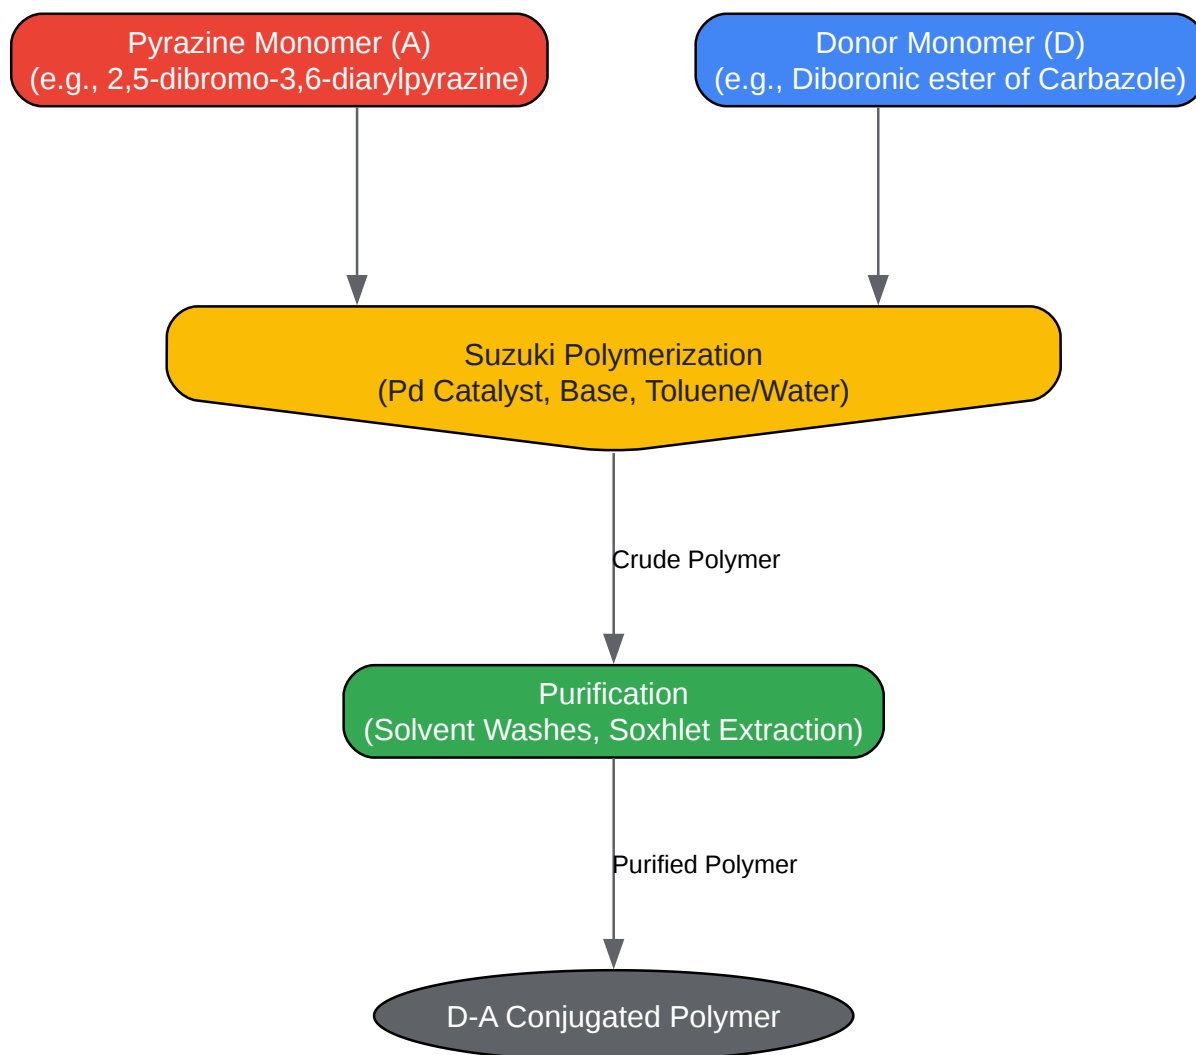 Pyrazine Monomer (A)
(e.g., 2,5-dibromo-3,6-diarylpyrazine)
Donor Monomer (D)
(e.g., Diboronic ester of Carbazole)
Suzuki Polymerization
(Pd Catalyst, Base, Toluene/Water)
Crude Polymer
Purification
(Solvent Washes, Soxhlet Extraction)
Purified Polymer
D-A Conjugated Polymer